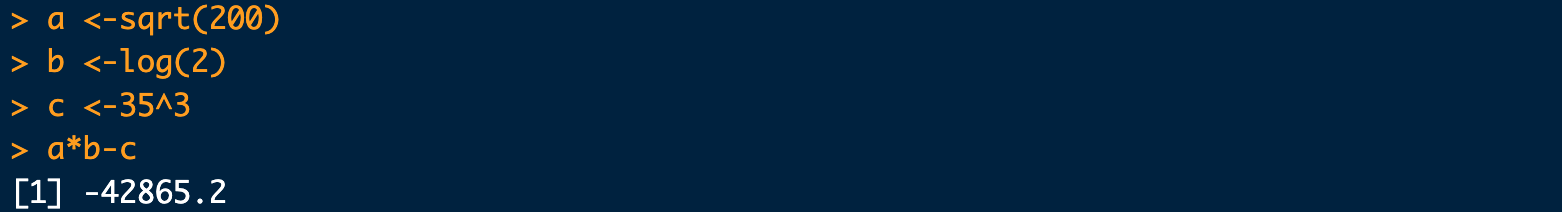 > a <-sqrt(200)
> b <-log(2)
> c <-35^3
> a*b-c
[1] -42865.2